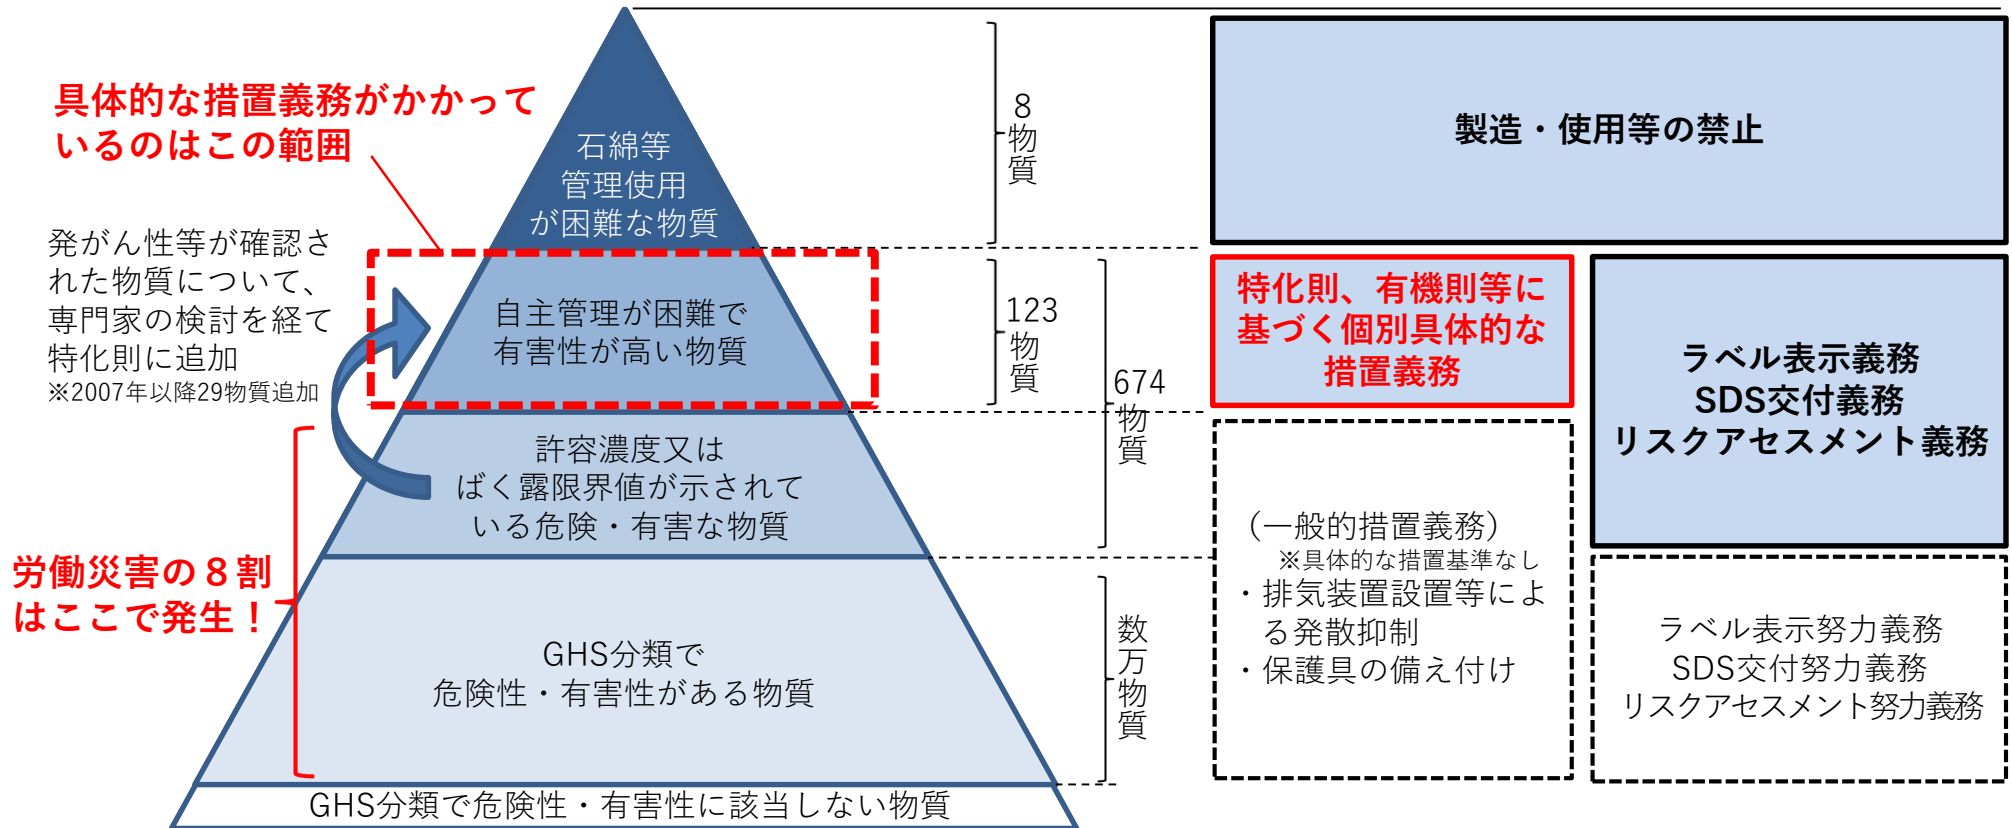 具体的な措置義務がかかって
いるのはこの範囲
発がん性等が確認さ
れた物質について、
専門家の検討を経て
特化則に追加
※2007年以降29物質追加
労働災害の８割
はここで発生！
石綿等
管理使用
が困難な物質
自主管理が困難で
有害性が高い物質
許容濃度又は
ばく露限界値が示されて
いる危険・有害な物質
GHS分類で
危険性・有害性がある物質
GHS分類で危険性・有害性に該当しない物質
8物質
123物質
674物質
数万物質
製造・使用等の禁止
特化則、有機則等に
基づく個別具体的な
措置義務
（一般的措置義務）
※具体的な措置基準なし
・排気装置設置等によ
る発散抑制
・保護具の備え付け
ラベル表示義務
SDS交付義務
リスクアセスメント義務
ラベル表示努力義務
SDS交付努力義務
リスクアセスメント努力義務